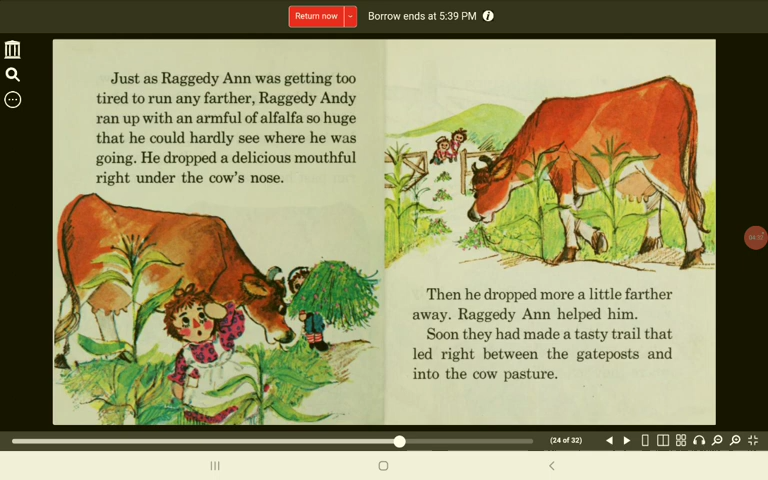 Return now
Borrow ends at 5:39 PM
Just as Raggedy Ann was getting too
tired to run any farther, Raggedy Andy
ran up with an armful of alfalfa so huge
that he could hardly see where he was
going. He dropped a delicious mouthful
right under the cow's nose.
Then he dropped more a little farther
away. Raggedy Ann helped him.
Soon they had made a tasty trail that
led right between the gateposts and
into the cow pasture.
(24 of 32)